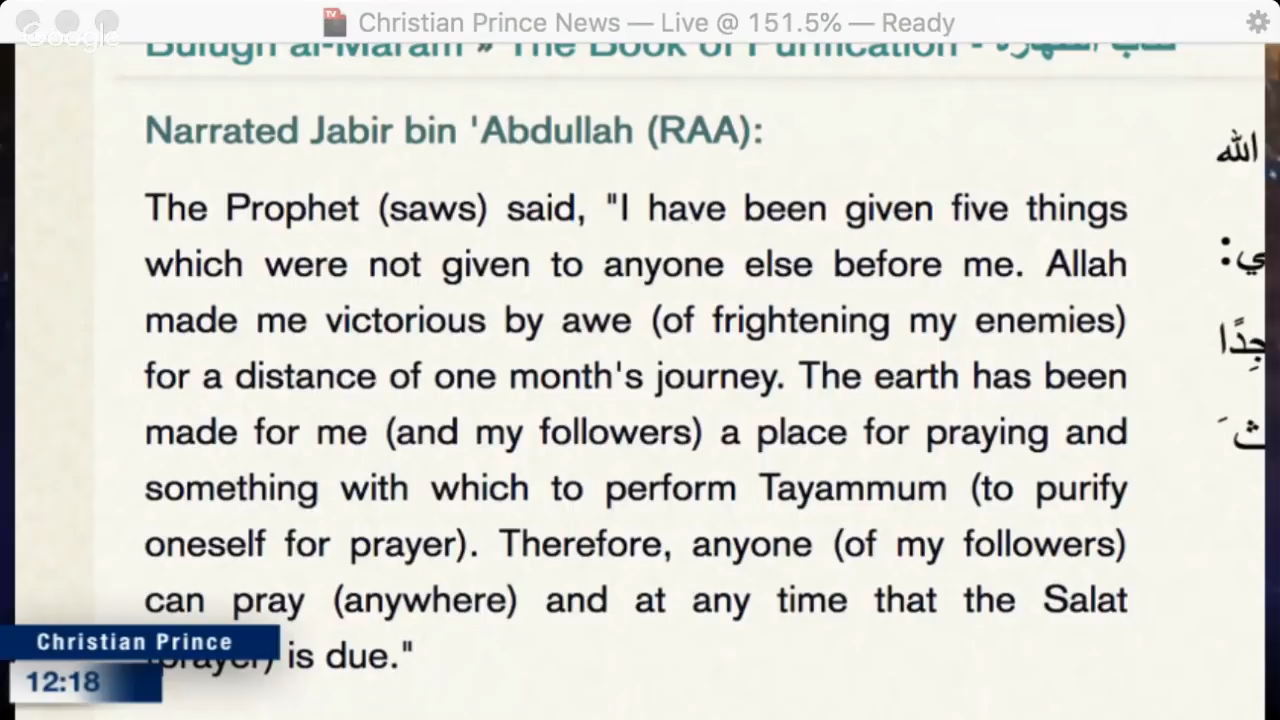 Christian Prince News — Live @ 151.5% — Ready
Google
Bulugh al-Maram » The Book of Purification - كتاب الطهارة
Narrated Jabir bin 'Abdullah (RAA):
The Prophet (saws) said, "I have been given five things
which were not given to anyone else before me. Allah
made me victorious by awe (of frightening my enemies)
for a distance of one month's journey. The earth has been
made for me (and my followers) a place for praying and
something with which to perform Tayammum (to purify
oneself for prayer). Therefore, anyone (of my followers)
can pray (anywhere) and at any time that the Salat
(prayer) is due."
الله
Christian Prince
12:18